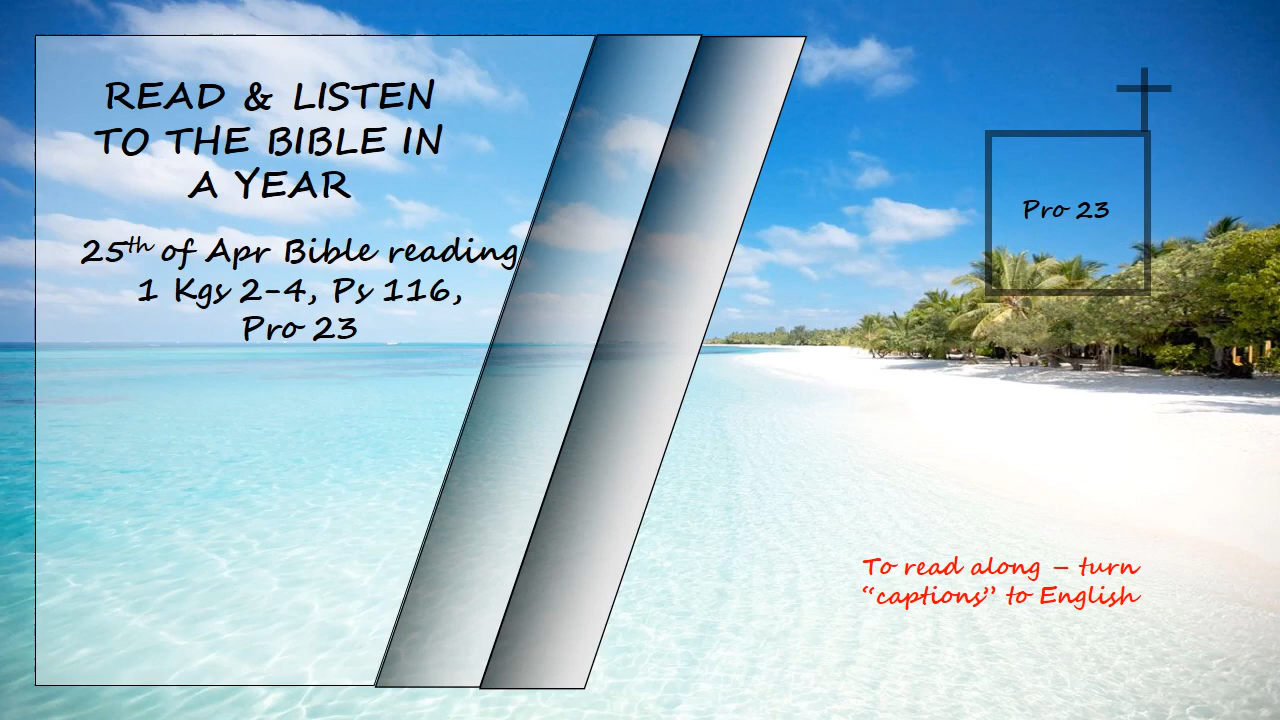 READ & LISTEN
TO THE BIBLE IN
A YEAR
25th of Apr Bible reading
1 Kgs 2-4, Ps 116,
Pro 23
Pro 23
To read along – turn
“captions” to English